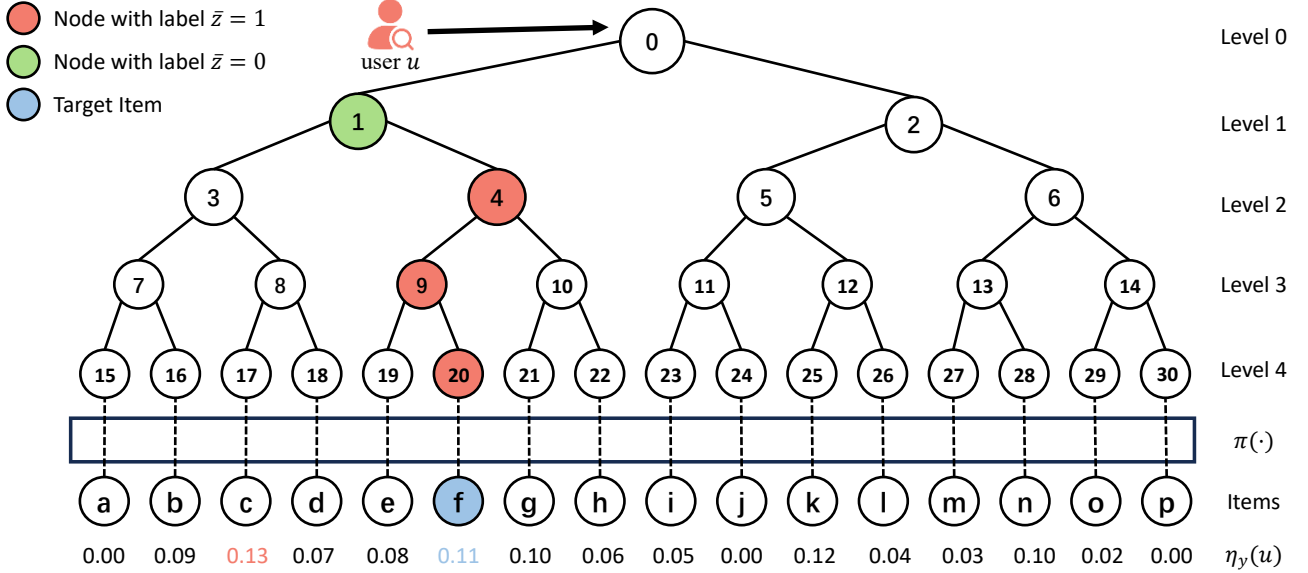 Node with label z̄ = 1
Node with label z̄ = 0
Target Item
user u
0
Level 0
1
2
Level 1
3
4
5
6
Level 2
7
8
9
10
11
12
13
14
Level 3
15
16
17
18
19
20
21
22
23
24
25
26
27
28
29
30
Level 4
π(·)
a
b
c
d
e
f
g
h
i
j
k
l
m
n
o
p
Items
0.00 0.09 0.13 0.07 0.08 0.11 0.10 0.06 0.05 0.00 0.12 0.04 0.03 0.10 0.02 0.00 η_y(u)